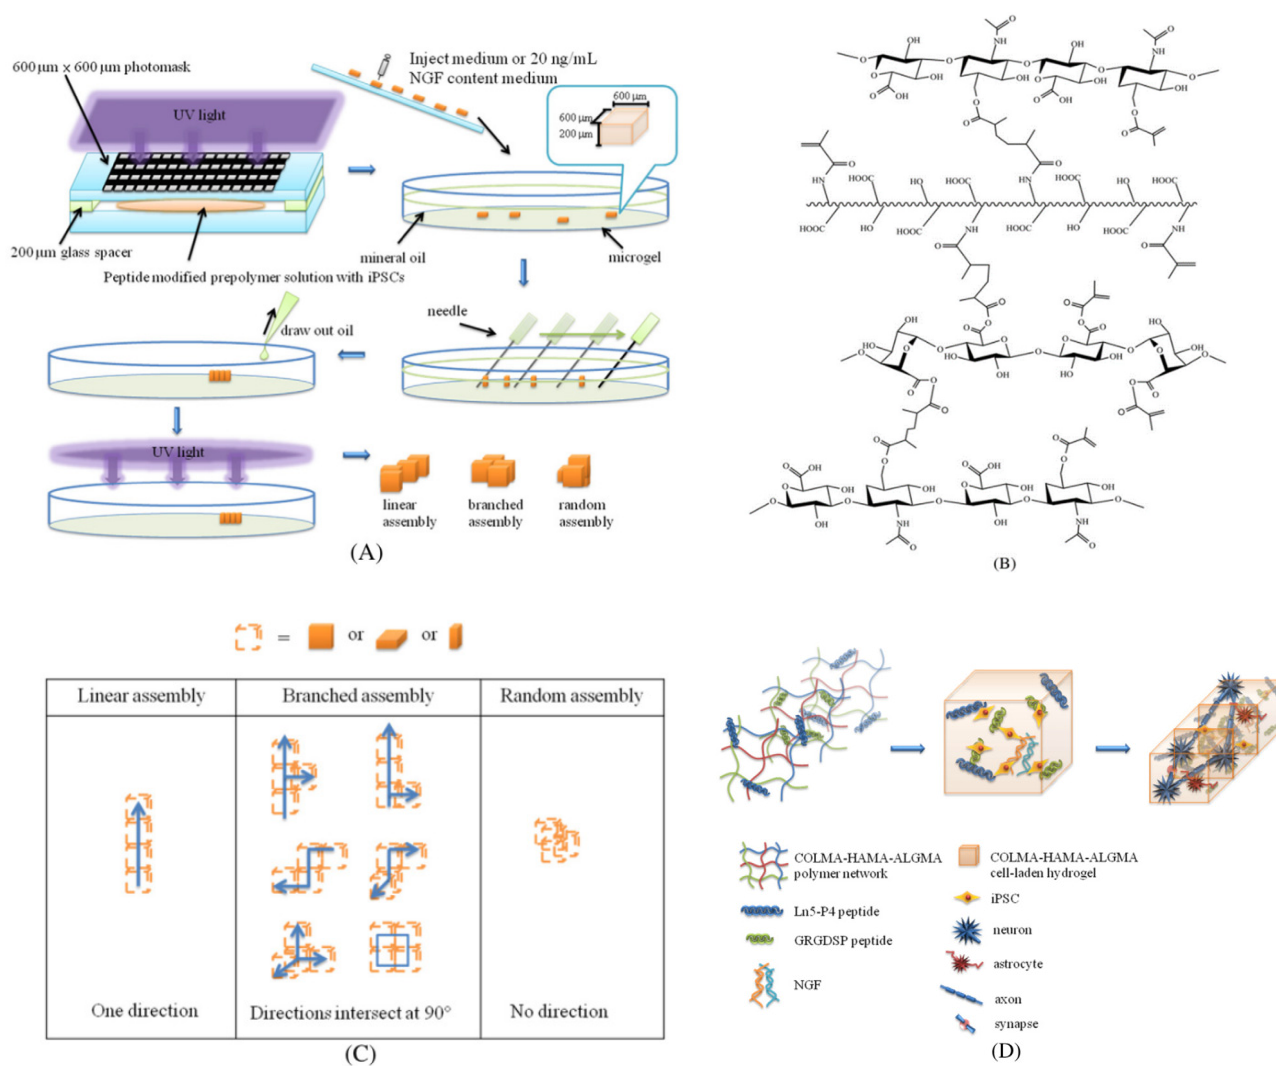 600 μm × 600 μm photomask
UV light
200 μm glass spacer
Peptide modified prepolymer solution with iPSCs
Inject medium or 20 ng/mL
NGF content medium
600 μm
600 μm
200 μm
mineral oil
microgel
draw out oil
needle
UV light
linear
assembly
branched
assembly
random
assembly
(A)
(B)
= or or
Linear assembly
Branched assembly
Random assembly
One direction
Directions intersect at 90°
No direction
(C)
COLMA-HAMA-ALGMA
polymer network
Ln5-P4 peptide
GRGDSP peptide
NGF
COLMA-HAMA-ALGMA
cell-laden hydrogel
iPSC
neuron
astrocyte
axon
synapse
(D)